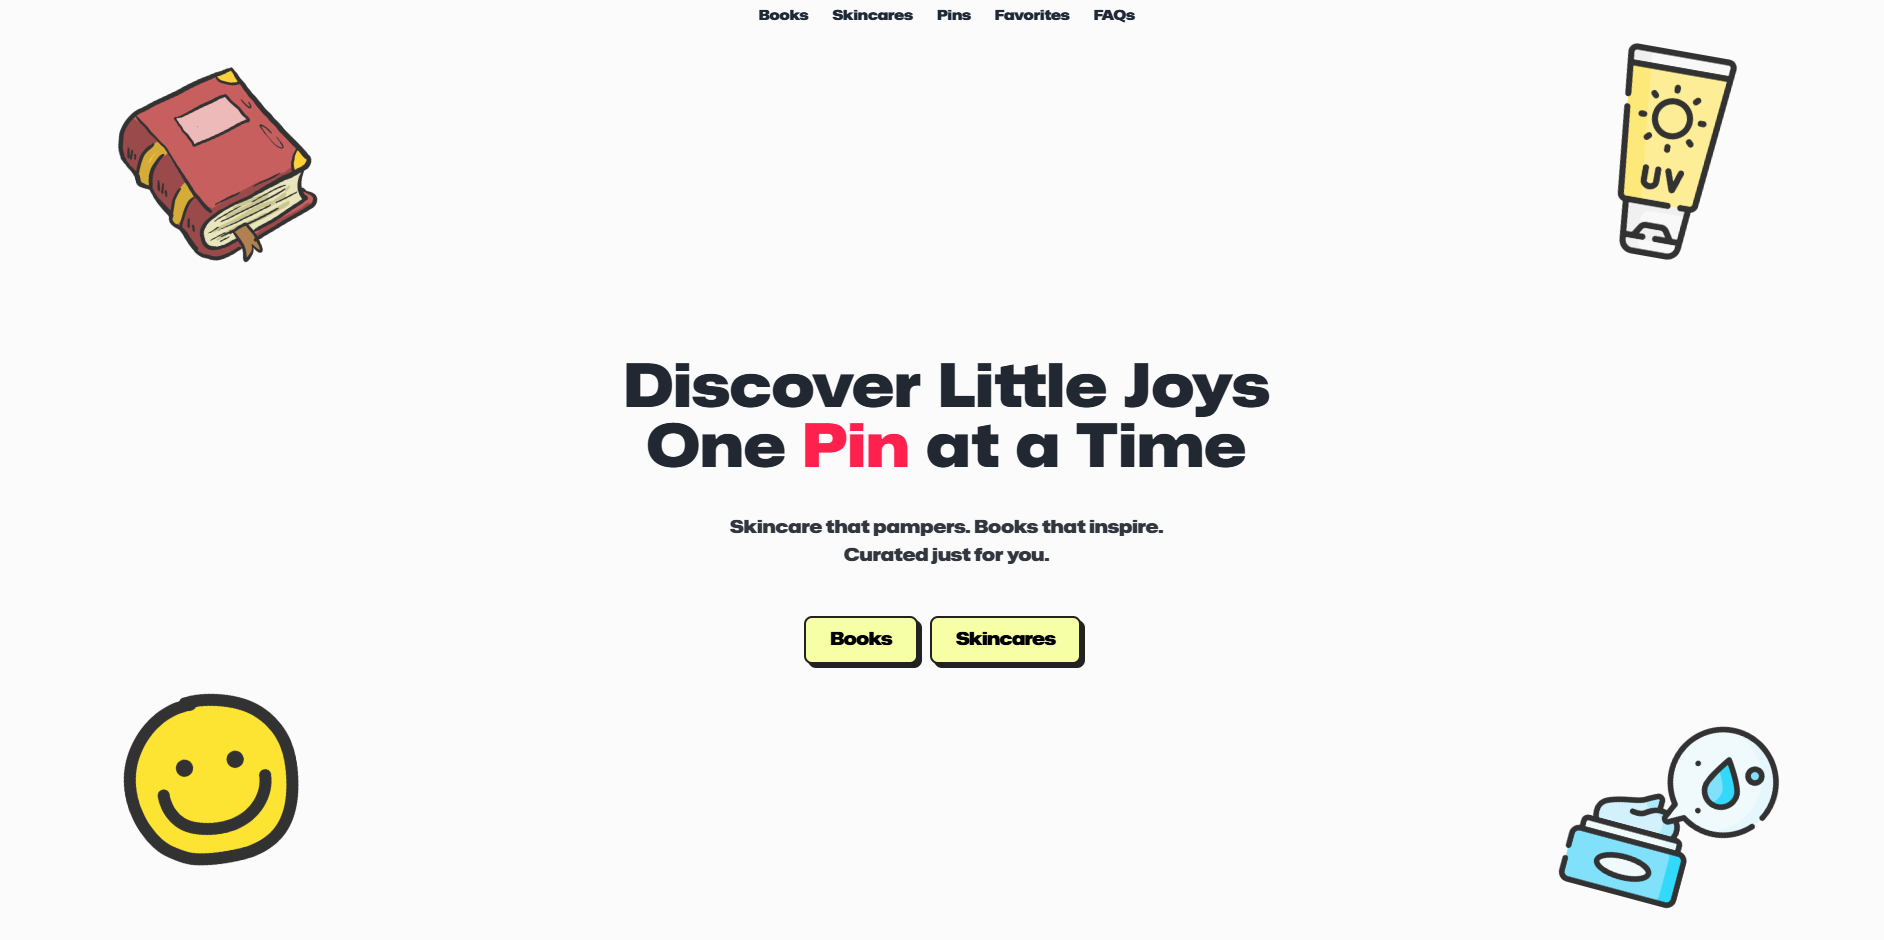 Books Skincares Pins Favorites FAQs
UV
Discover Little Joys
One Pin at a Time
Skincare that pampers. Books that inspire.
Curated just for you.
Books Skincares